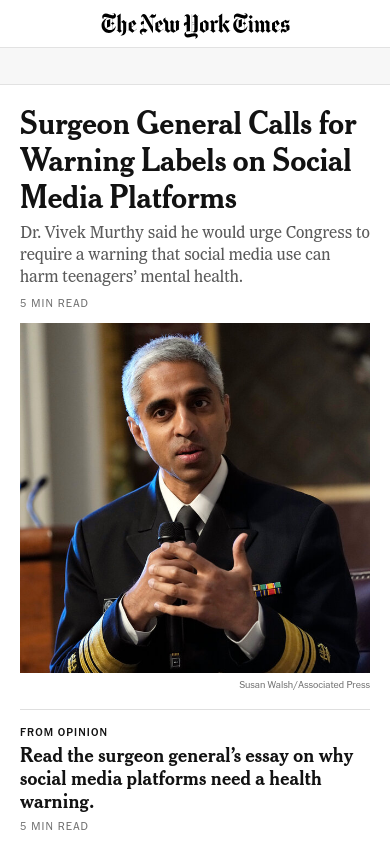 The New York Times
Surgeon General Calls for
Warning Labels on Social
Media Platforms
Dr. Vivek Murthy said he would urge Congress to
require a warning that social media use can
harm teenagers’ mental health.
5 MIN READ
Susan Walsh/Associated Press
FROM OPINION
Read the surgeon general’s essay on why
social media platforms need a health
warning.
5 MIN READ